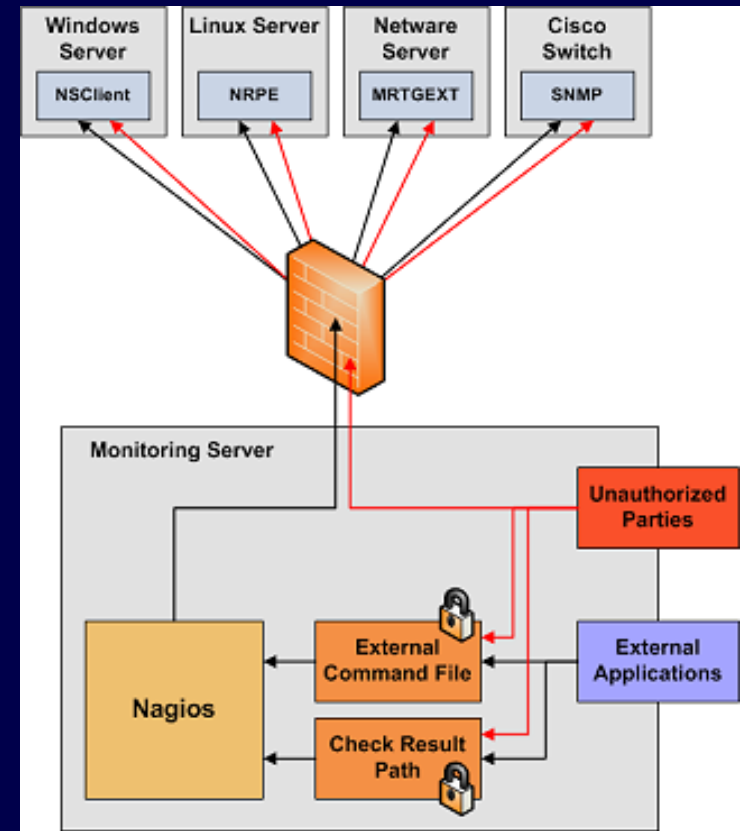 Windows
Server
NSClient
Linux Server
NRPE
Netware
Server
MRTGEXT
Cisco
Switch
SNMP
Monitoring Server
Unauthorized
Parties
External
Command File
External
Applications
Nagios
Check Result
Path